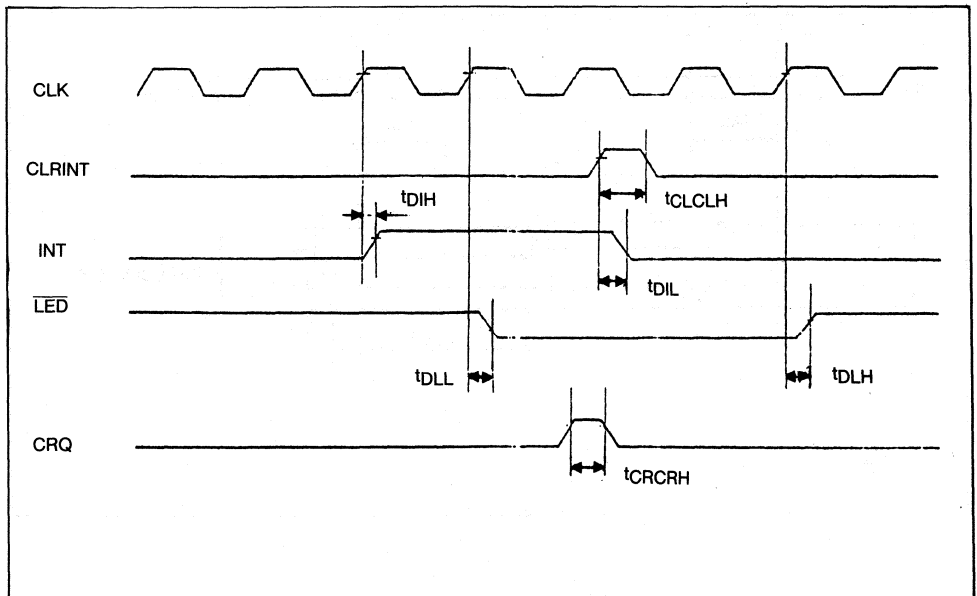 CLK
CLRINT
tCLCLH
tDIH
INT
tDIL
LED
tDLL
tDLH
CRQ
tCRCRH